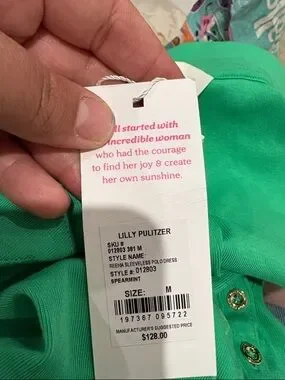 ll started with
incredible woman
who had the courage
to find her joy & create
her own sunshine.
LILLY PULITZER
SKU #
012803 361 M
STYLE NAME:
REEHA SLEEVELESS POLO DRESS
STYLE #: 012803
SPEARMINT
SIZE: M
197367 095722
MANUFACTURER'S SUGGESTED PRICE
$128.00